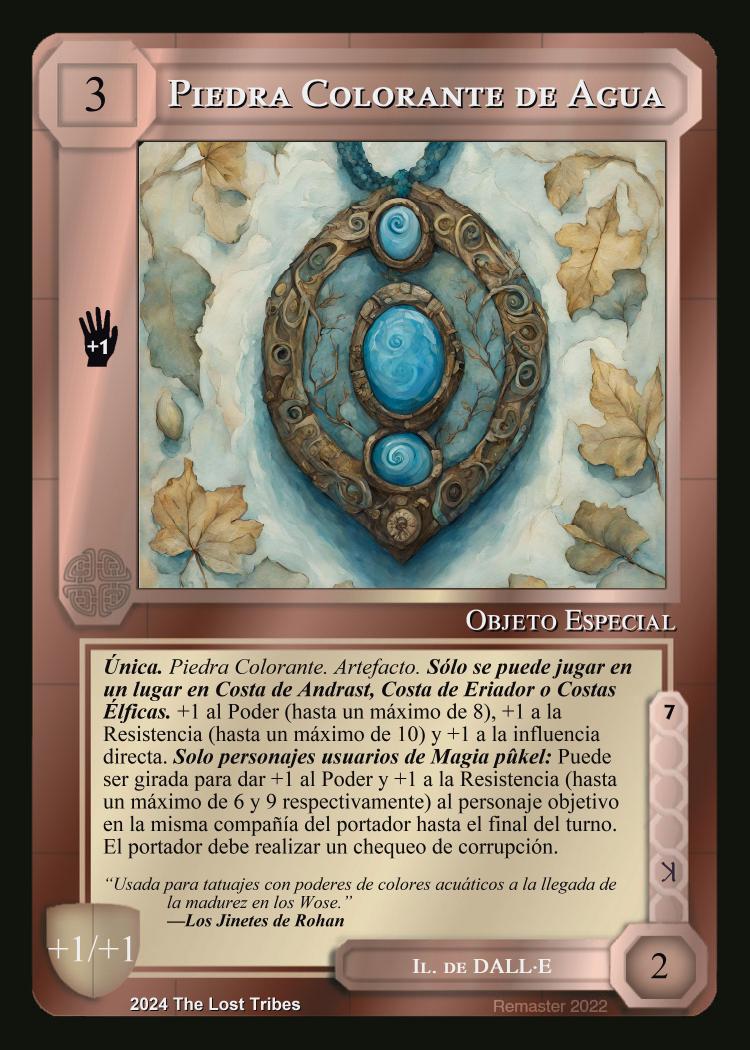 3
Piedra Colorante de Agua
+1
Objeto Especial
Única. Piedra Colorante. Artefacto. Sólo se puede jugar en
un lugar en Costa de Andrast, Costa de Eriador o Costas
Élficas. +1 al Poder (hasta un máximo de 8), +1 a la
Resistencia (hasta un máximo de 10) y +1 a la influencia
directa. Solo personajes usuarios de Magia pûkel: Puede
ser girada para dar +1 al Poder y +1 a la Resistencia (hasta
un máximo de 6 y 9 respectivamente) al personaje objetivo
en la misma compañía del portador hasta el final del turno.
El portador debe realizar un chequeo de corrupción.
“Usada para tatuajes con poderes de colores acuáticos a la llegada de
la madurez en los Wose.”
—Los Jinetes de Rohan
7
+1/+1
Il. de DALL·E
2
2024 The Lost Tribes
Remaster 2022